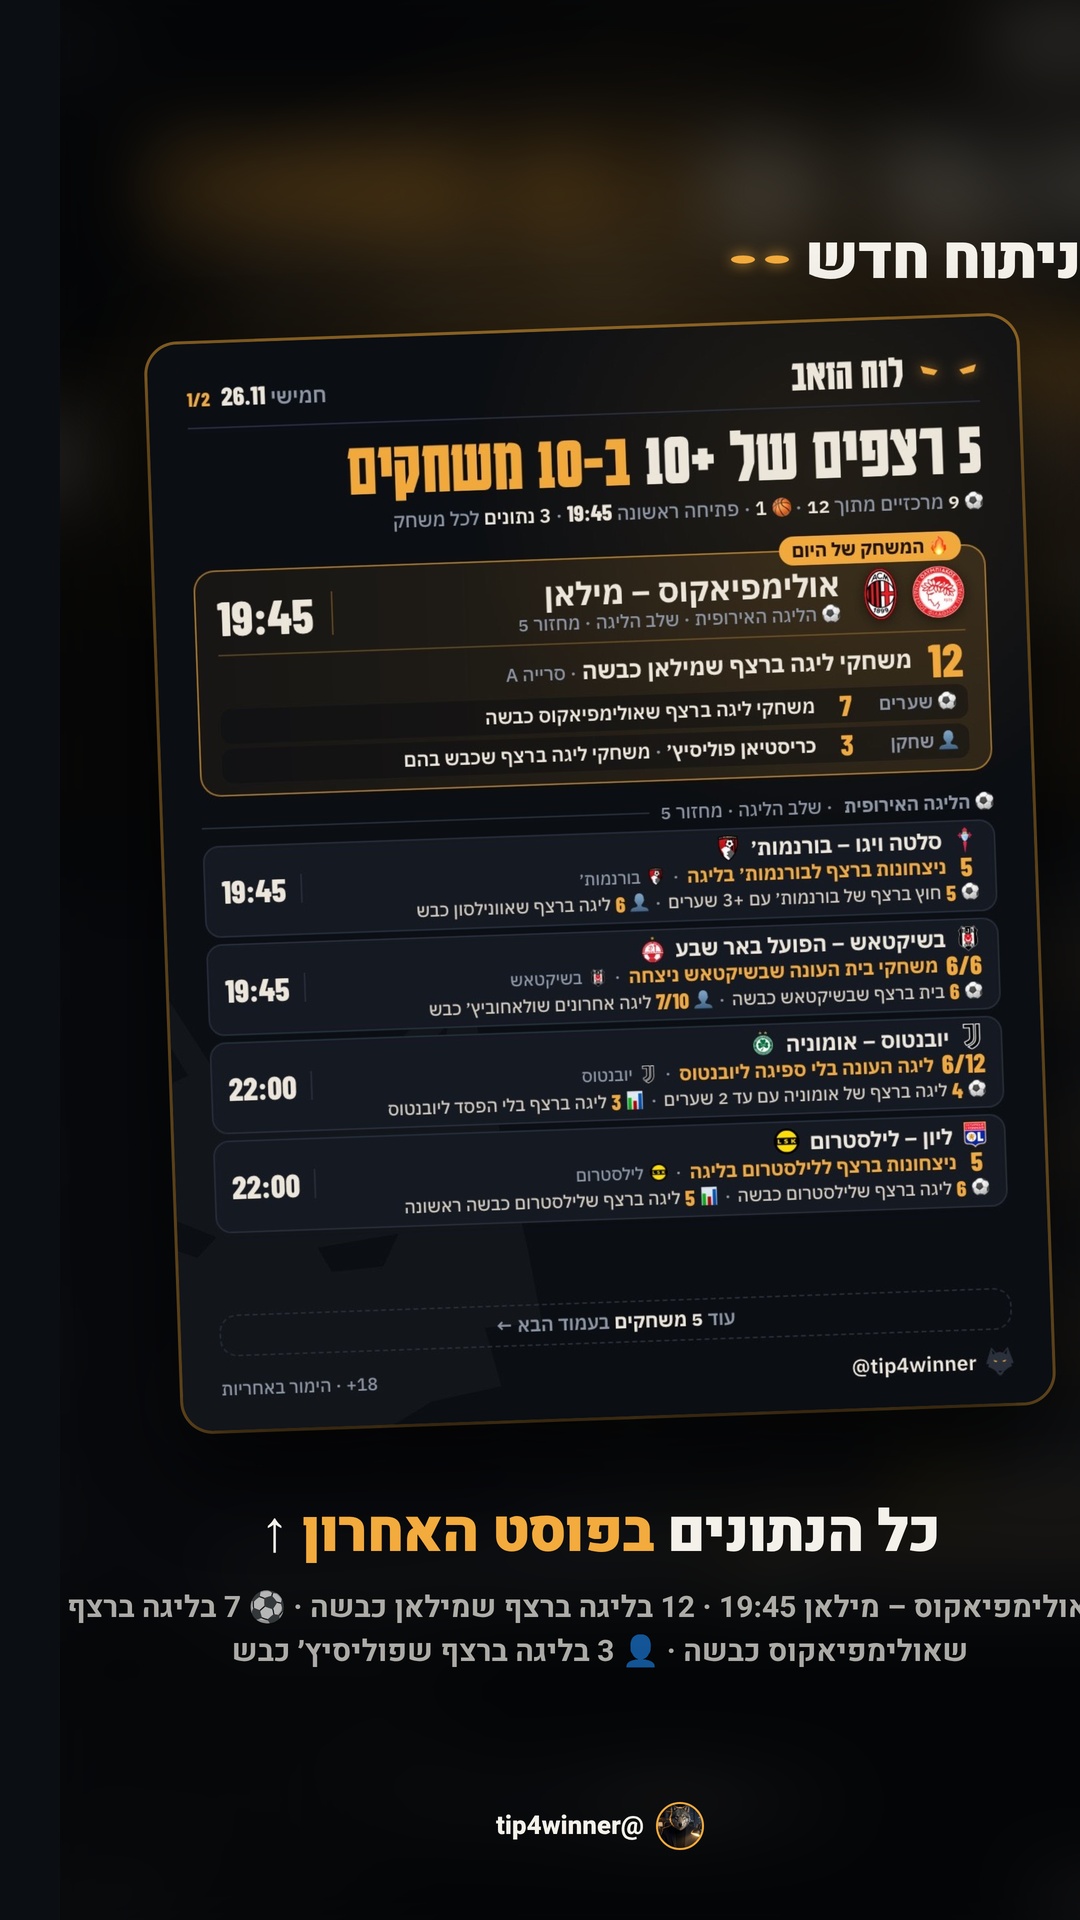 ניתוח חדש
לוח הזאב
חמישי 26.11 1/2
5 רצפים של +10 ב-10 משחקים
9 מרכזיים מתוך 12 · 1 · פתיחה ראשונה 19:45 · 3 נתונים לכל משחק
המשחק של היום
אולימפיאקוס – מילאן
19:45
הליגה האירופית · שלב הליגה · מחזור 5
12 משחקי ליגה ברצף שמילאן כבשה · סרייה A
שערים 7 משחקי ליגה ברצף שאולימפיאקוס כבשה
שחקן 3 כריסטיאן פוליסיץ׳ · משחקי ליגה ברצף שכבש בהם
הליגה האירופית · שלב הליגה · מחזור 5
סלטה ויגו – בורנמות׳
5 ניצחונות ברצף לבורנמות׳ בליגה · בורנמות׳
19:45
5 חוץ ברצף של בורנמות׳ עם +3 שערים · 6 ליגה ברצף שאוונילסון כבש
בשיקטאש – הפועל באר שבע
6/6 משחקי בית העונה שבשיקטאש ניצחה · בשיקטאש
19:45
6 בית ברצף שבשיקטאש כבשה · 7/10 ליגה אחרונים שולאחוביץ׳ כבש
יובנטוס – אומוניה
6/12 ליגה העונה בלי ספיגה ליובנטוס · יובנטוס
22:00
4 ליגה ברצף של אומוניה עם עד 2 שערים · 3 ליגה ברצף בלי הפסד ליובנטוס
ליון – לילסטרום
5 ניצחונות ברצף ללילסטרום בליגה · לילסטרום
22:00
6 ליגה ברצף שלילסטרום כבשה · 5 ליגה ברצף שלילסטרום כבשה ראשונה
עוד 5 משחקים בעמוד הבא ←
@tip4winner
18+ · הימור באחריות
כל הנתונים בפוסט האחרון ↑
אולימפיאקוס – מילאן 19:45 · 12 בליגה ברצף שמילאן כבשה · 7 בליגה ברצף
שאולימפיאקוס כבשה · 3 בליגה ברצף שפוליסיץ׳ כבש
tip4winner@